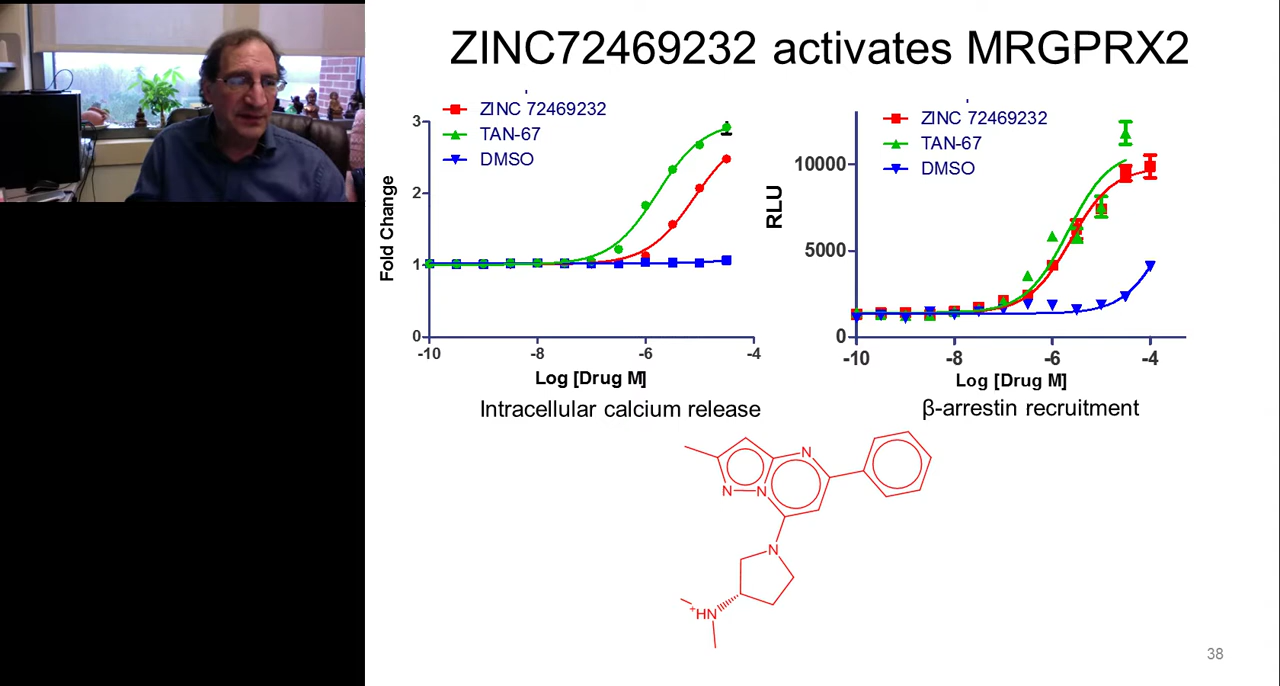 ZINC72469232 activates MRGPRX2
ZINC 72469232
TAN-67
DMSO
3
2
1
0
Fold Change
-10
-8
-6
-4
Log [Drug M]
Intracellular calcium release
ZINC 72469232
TAN-67
DMSO
10000
5000
0
RLU
-10
-8
-6
-4
Log [Drug M]
β-arrestin recruitment
N
N
N
N
+HN
38